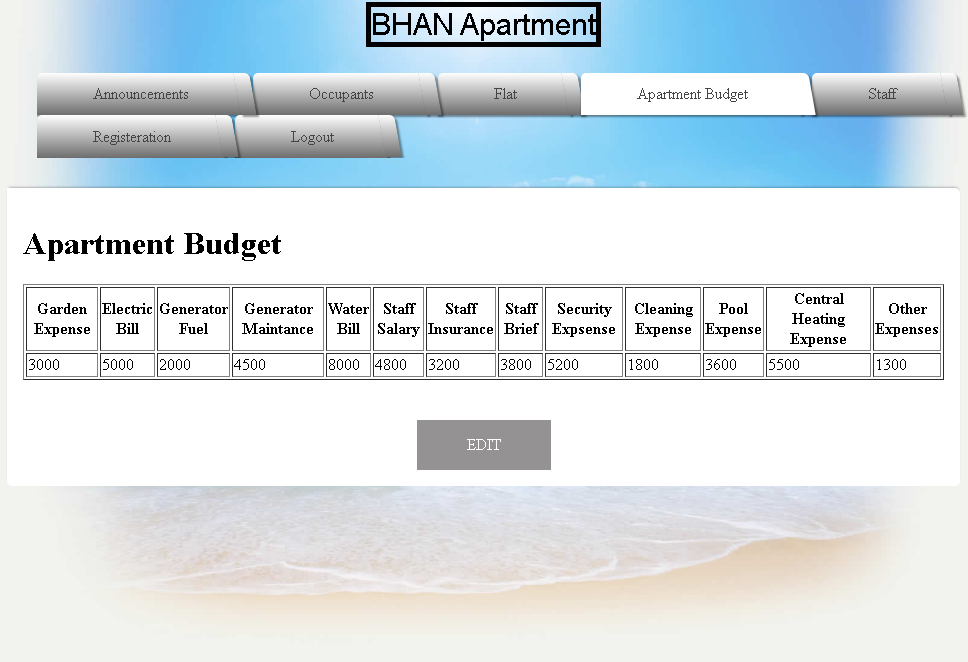 BHAN Apartment
Announcements Occupants Flat Apartment Budget Staff
Registeration Logout
Apartment Budget
Garden Expense Electric Bill Generator Fuel Generator Maintance Water Bill Staff Salary Staff Insurance Staff Brief Security Expsense Cleaning Expense Pool Expense Central Heating Expense Other Expenses
3000 5000 2000 4500 8000 4800 3200 3800 5200 1800 3600 5500 1300
EDIT